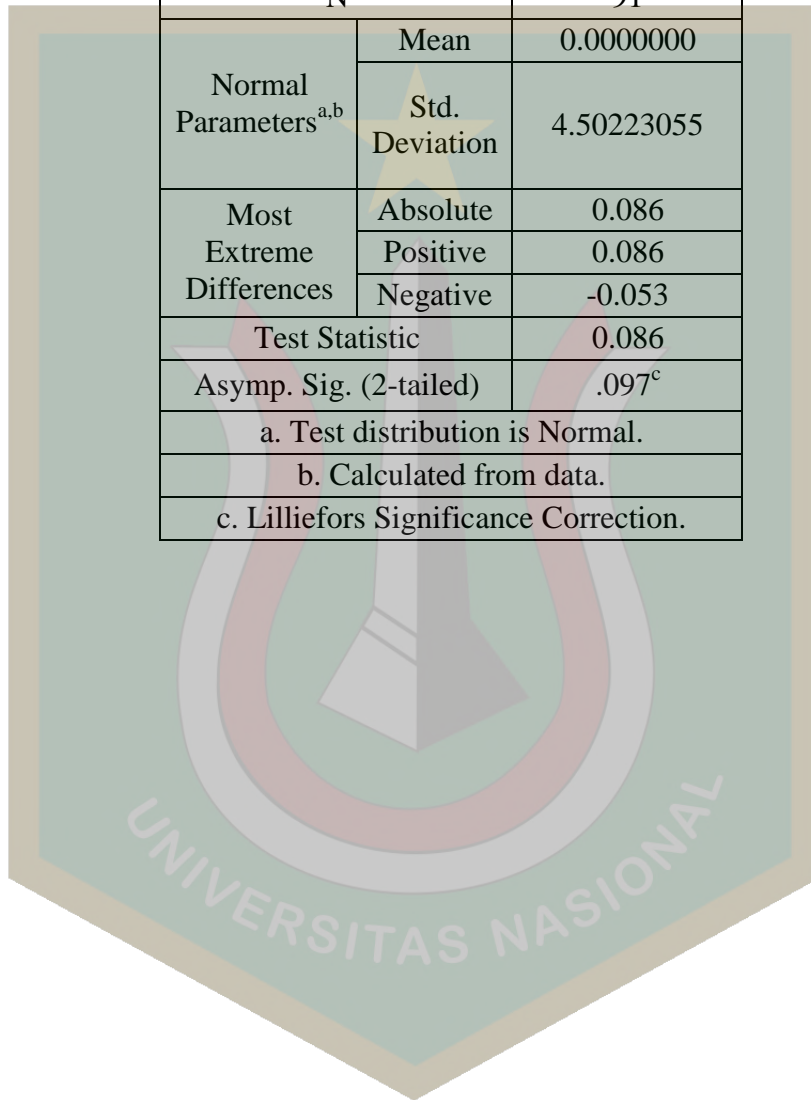 N 91
Mean 0.0000000
Normal Parameters^a,b
Std. Deviation 4.50223055
Most Extreme Differences
Absolute 0.086
Positive 0.086
Negative -0.053
Test Statistic 0.086
Asymp. Sig. (2-tailed) .097^c
a. Test distribution is Normal.
b. Calculated from data.
c. Lilliefors Significance Correction.
UNIVERSITAS NASIONAL